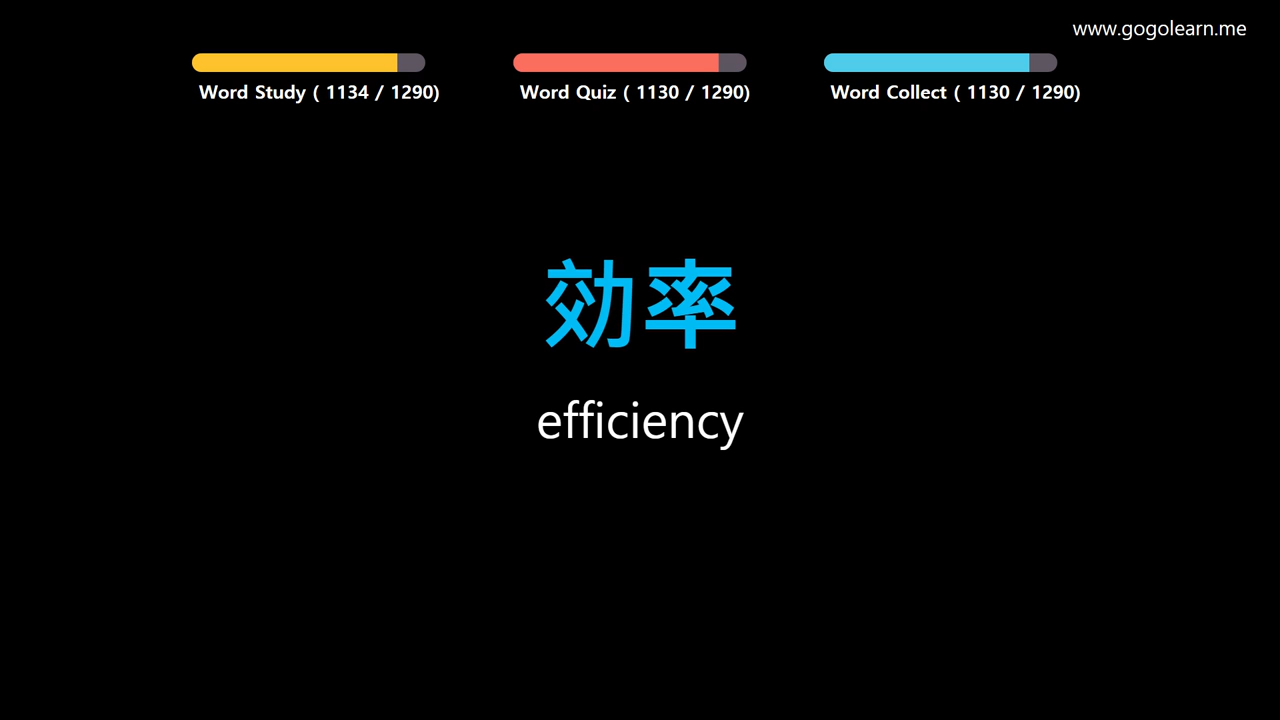 www.gogolearn.me
Word Study ( 1134 / 1290)
Word Quiz ( 1130 / 1290)
Word Collect ( 1130 / 1290)
効率
efficiency